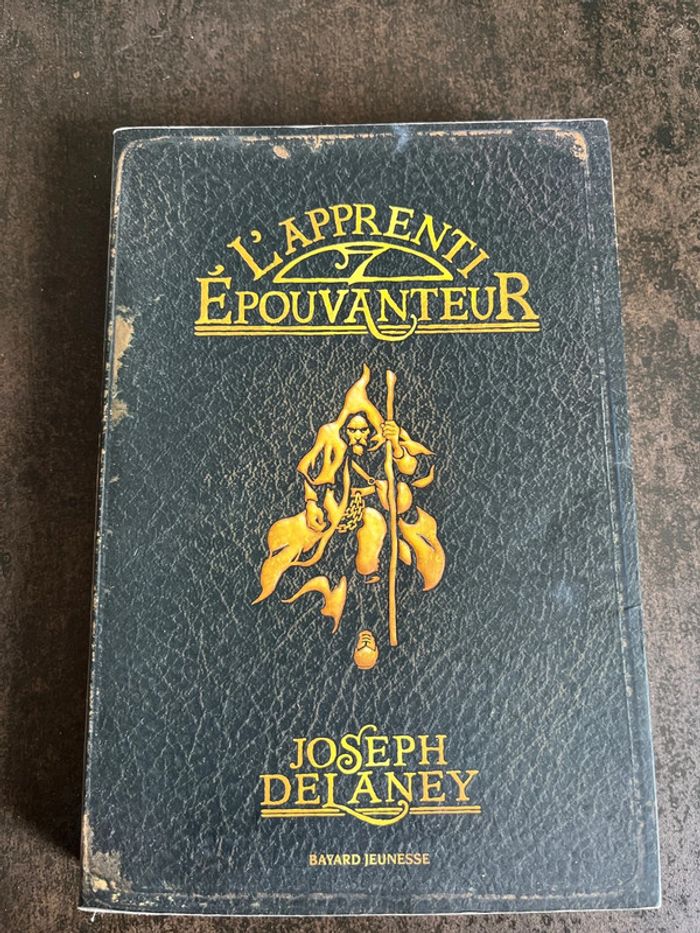 L'APPRENTI
ÉPOUVANTEUR
JOSEPH
DELANEY
BAYARD JEUNESSE